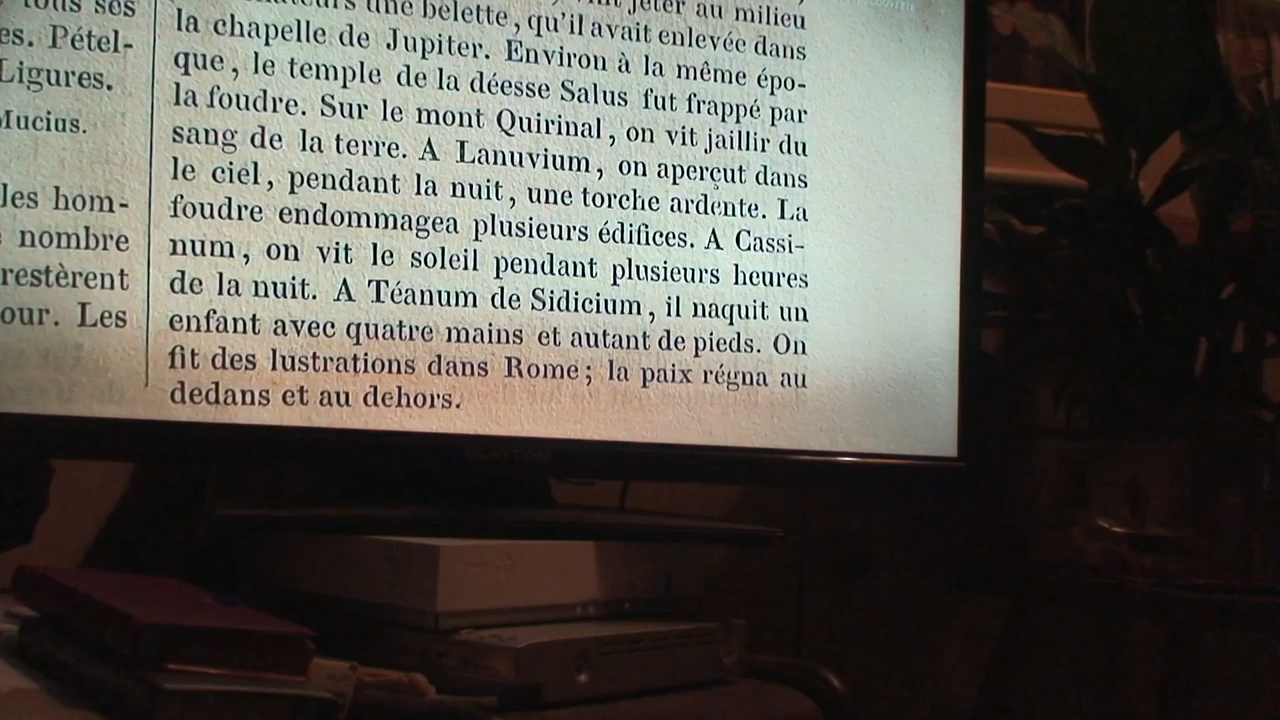 tous ses
es. Pétel-
Ligures.
Mucius.
les hom-
nombre
restèrent
our. Les
une belette, qu'il avait enlevée dans
jeter au milieu
la chapelle de Jupiter. Environ à la même épo-
que, le temple de la déesse Salus fut frappé par
la foudre. Sur le mont Quirinal, on vit jaillir du
sang de la terre. A Lanuvium, on aperçut dans
le ciel, pendant la nuit, une torche ardente. La
foudre endommagea plusieurs édifices. A Cassi-
num, on vit le soleil pendant plusieurs heures
de la nuit. A Téanum de Sidicium, il naquit un
enfant avec quatre mains et autant de pieds. On
fit des lustrations dans Rome; la paix régna au
dedans et au dehors.